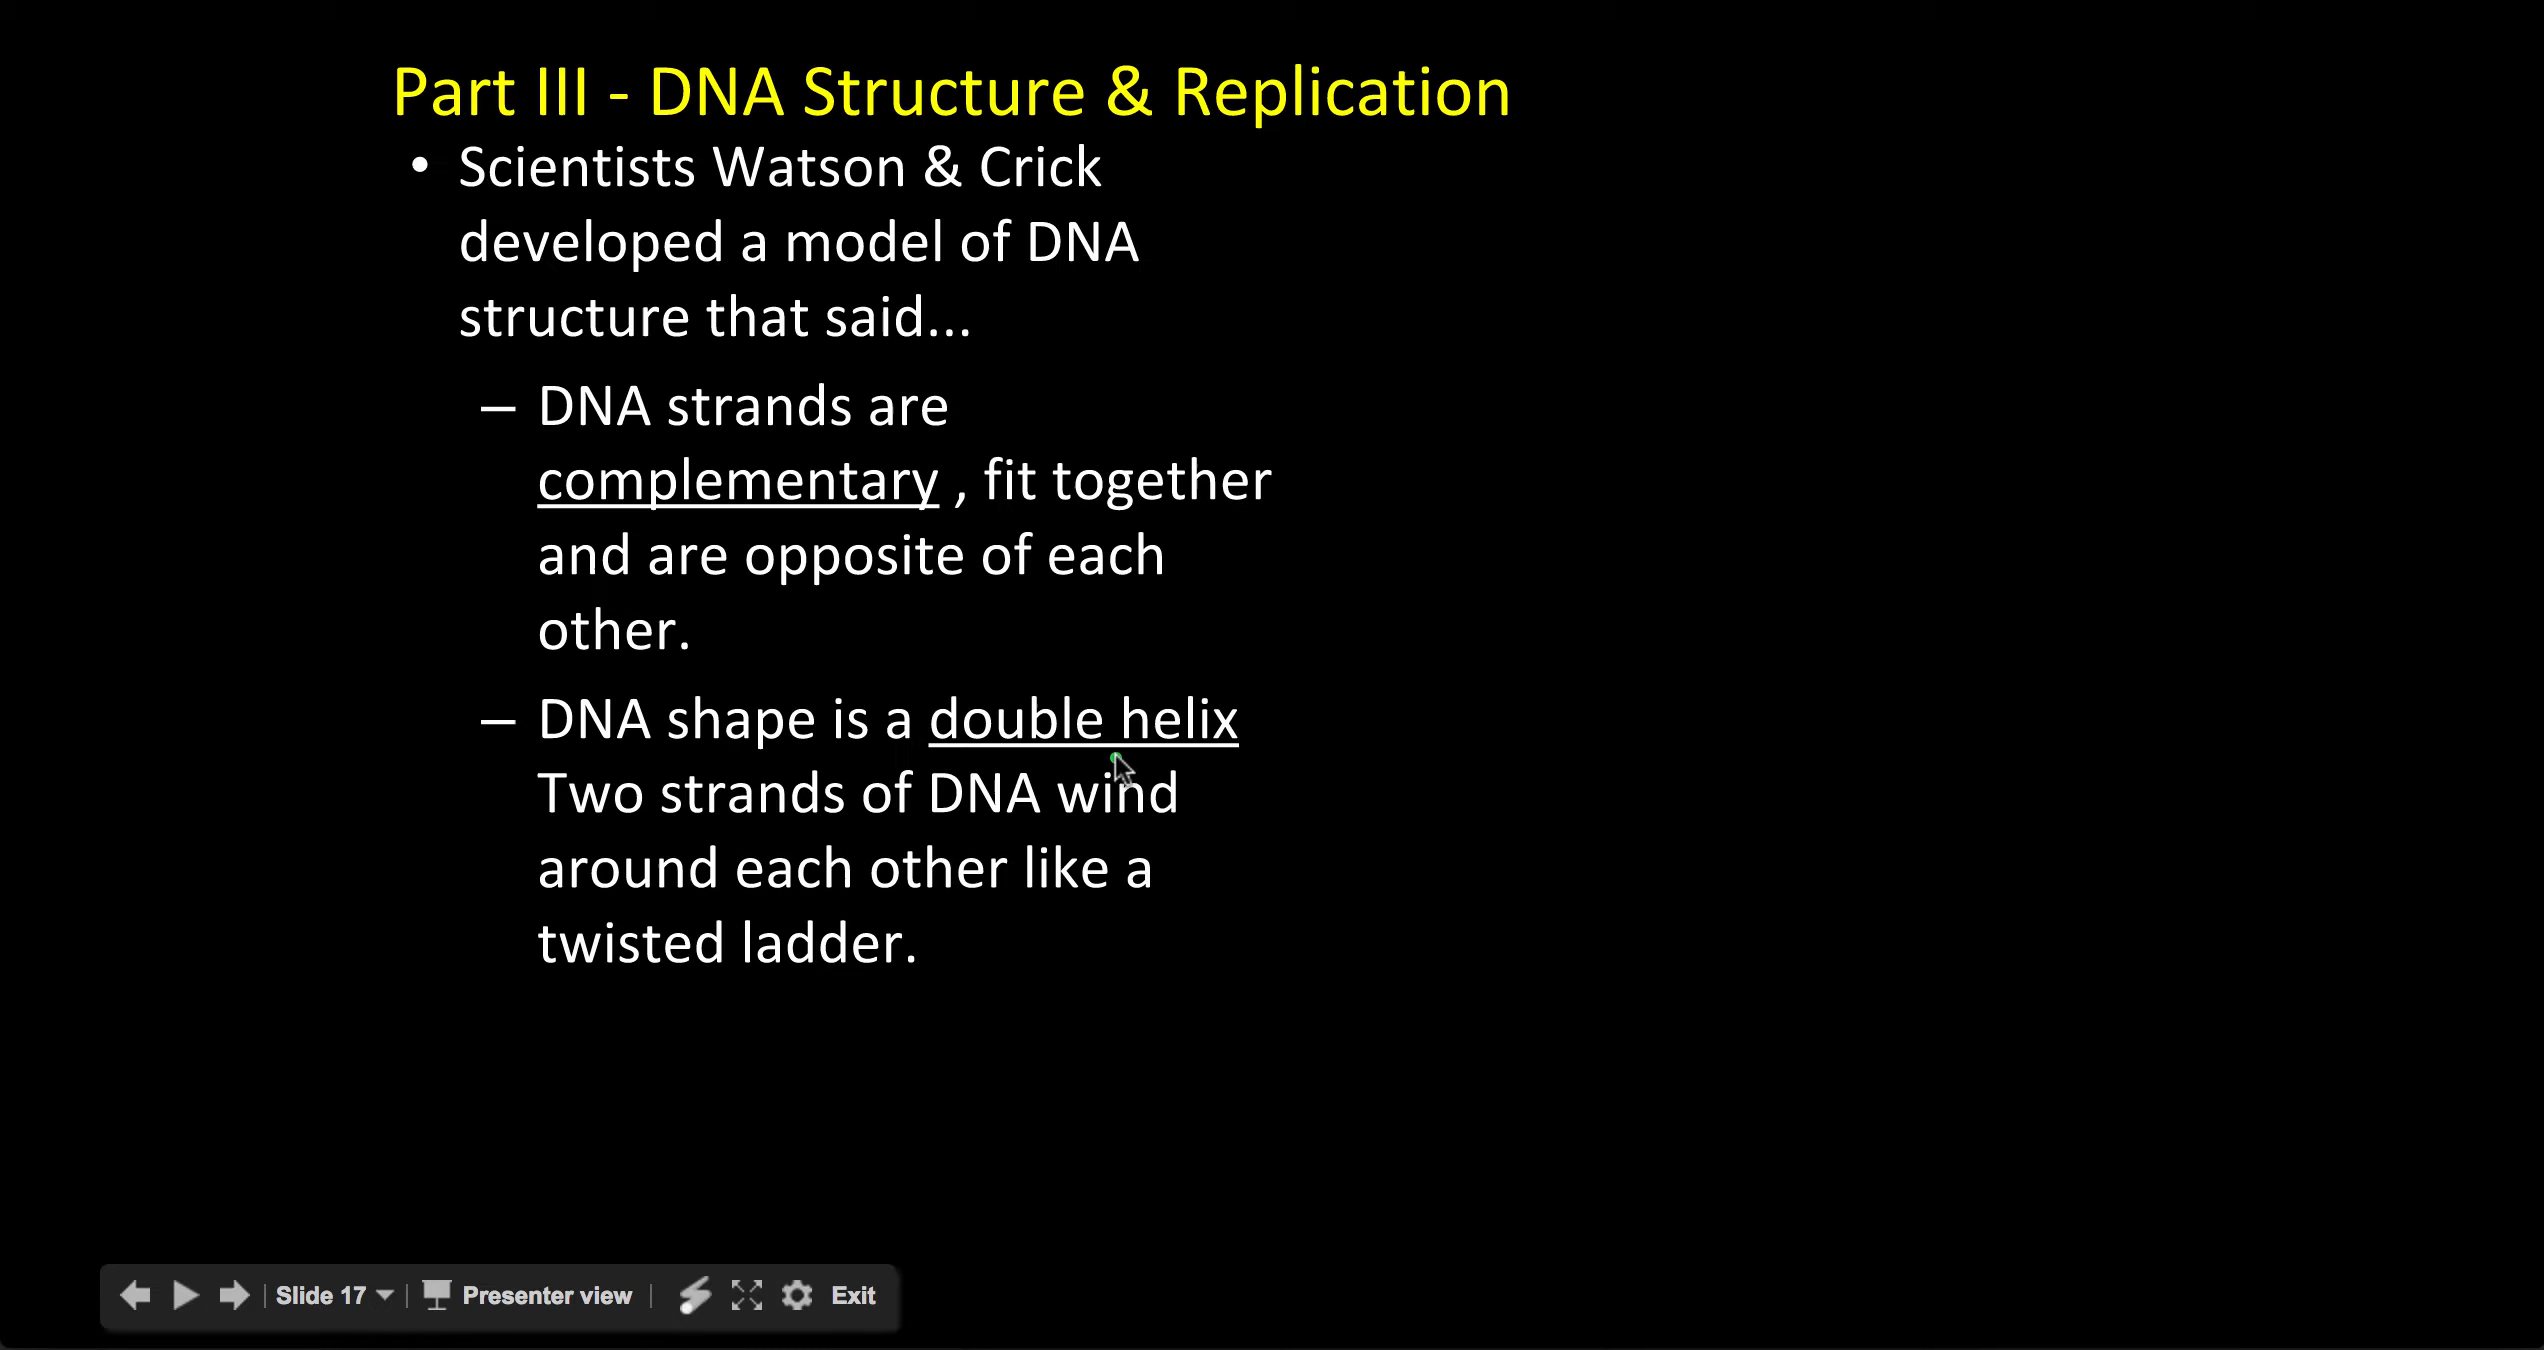 Part III - DNA Structure & Replication
• Scientists Watson & Crick
developed a model of DNA
structure that said...
– DNA strands are
complementary , fit together
and are opposite of each
other.
– DNA shape is a double helix
Two strands of DNA wind
around each other like a
twisted ladder.
Slide 17 Presenter view Exit